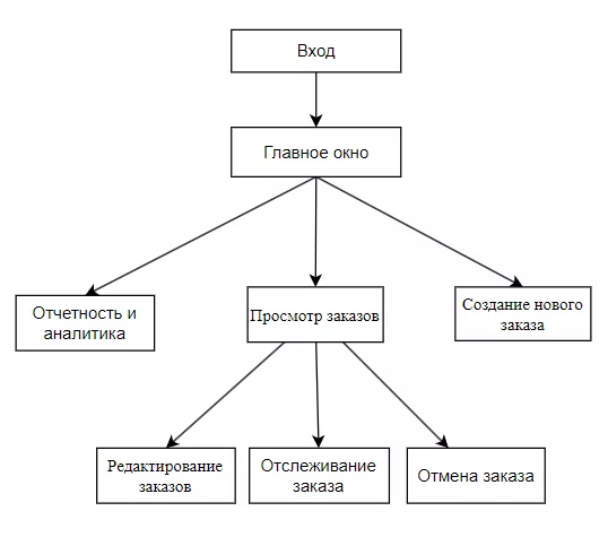 Вход
Главное окно
Отчетность и
аналитика
Просмотр заказов
Создание нового
заказа
Редактирование
заказов
Отслеживание
заказа
Отмена заказа